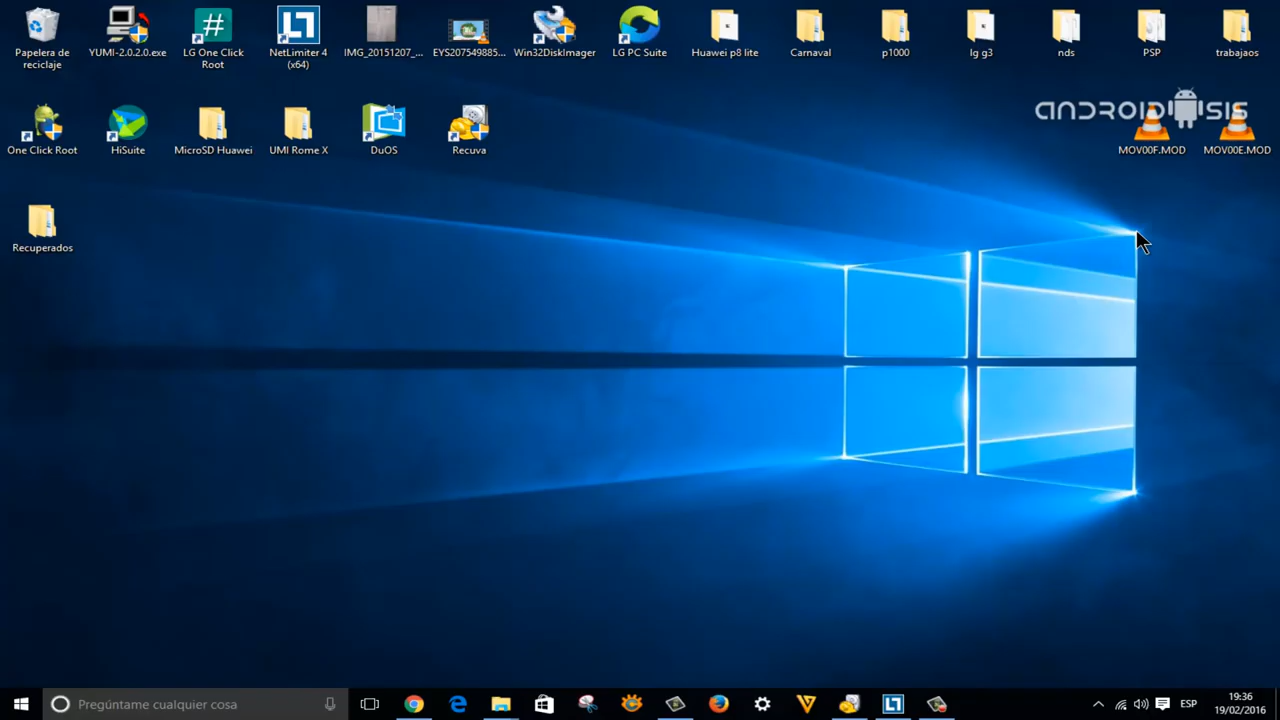 Papelera de reciclaje
YUMI-2.0.2.0.exe
LG One Click Root
NetLimiter 4 (x64)
IMG_20151207_...
EYS207549885...
Win32DiskImager
LG PC Suite
Huawei p8 lite
Carnaval
p1000
lg g3
nds
PSP
trabajaos
ANDROIDSIS
One Click Root
HiSuite
MicroSD Huawei
UMI Rome X
DuOS
Recuva
MOV00F.MOD
MOV00E.MOD
Recuperados
Pregúntame cualquier cosa
ESP
19:36
19/02/2016